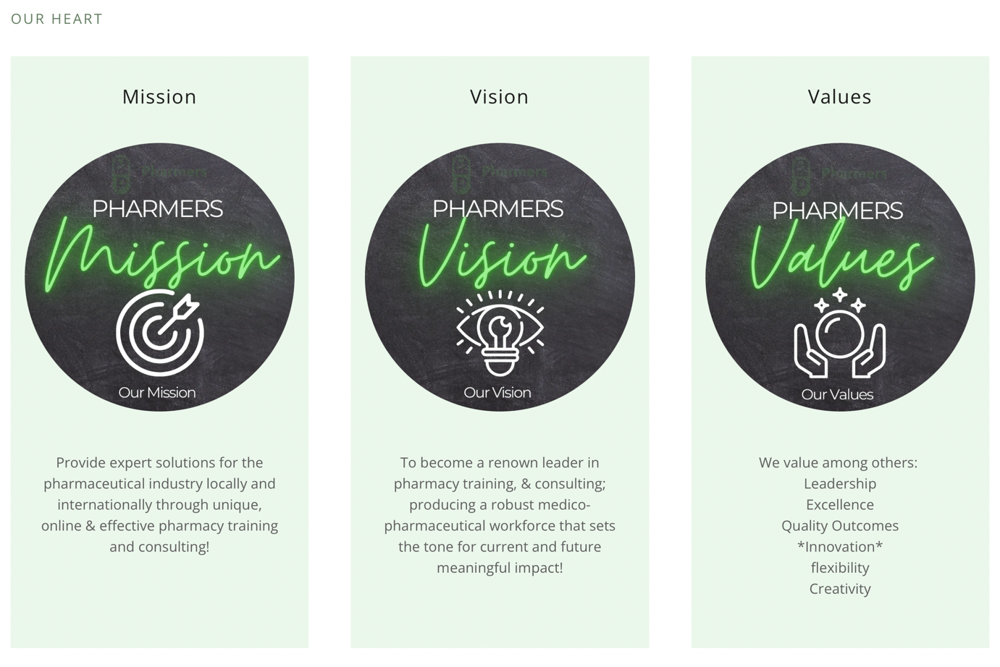 OUR HEART
Mission
Pharmers
PHARMERS
Mission
Our Mission
Provide expert solutions for the
pharmaceutical industry locally and
internationally through unique,
online & effective pharmacy training
and consulting!
Vision
Pharmers
PHARMERS
Vision
Our Vision
To become a renown leader in
pharmacy training, & consulting;
producing a robust medico-
pharmaceutical workforce that sets
the tone for current and future
meaningful impact!
Values
Pharmers
PHARMERS
Values
Our Values
We value among others:
Leadership
Excellence
Quality Outcomes
*Innovation*
flexibility
Creativity